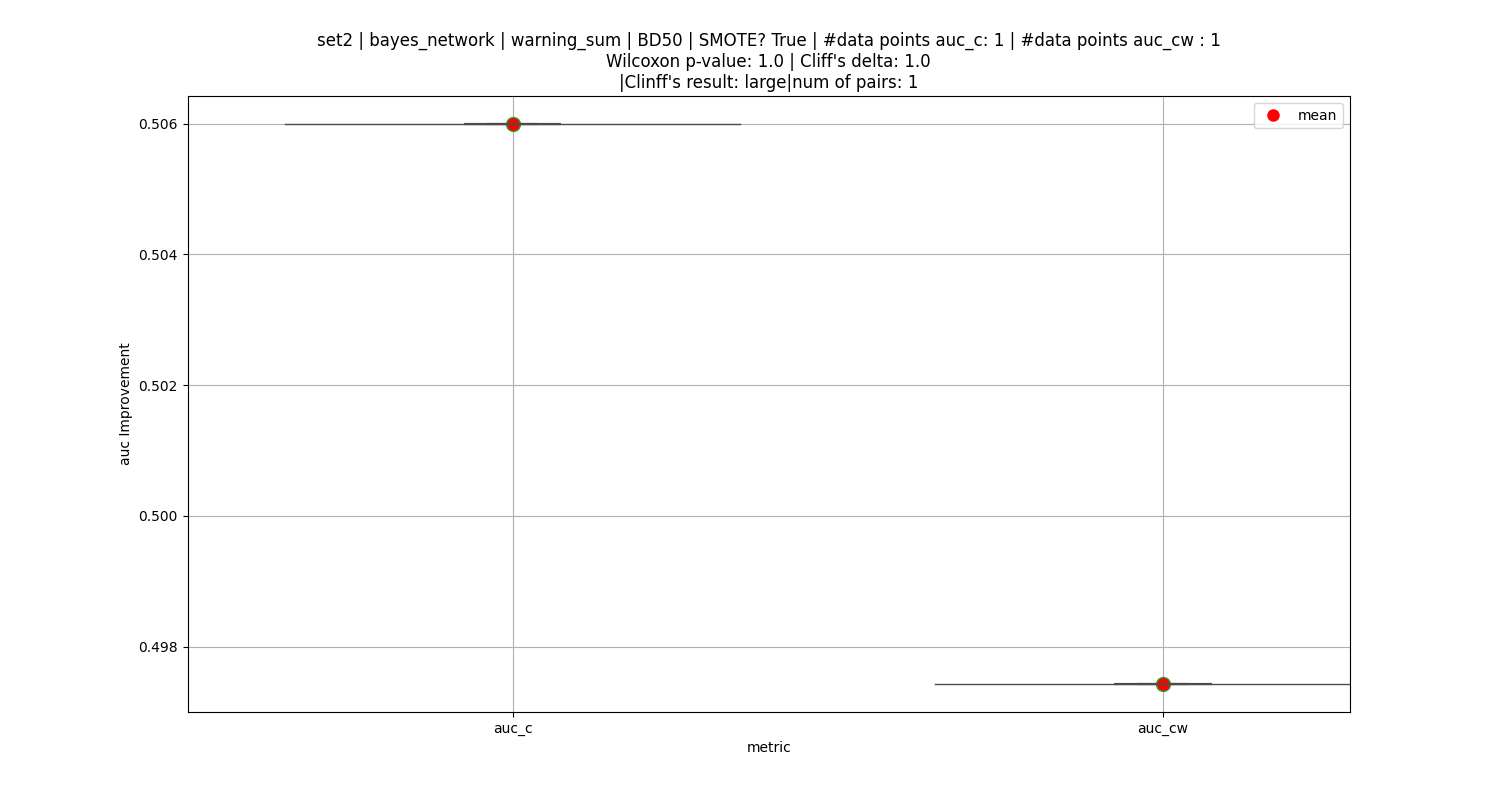 set2 | bayes_network | warning_sum | BD50 | SMOTE? True | #data points auc_c: 1 | #data points auc_cw : 1
Wilcoxon p-value: 1.0 | Cliff's delta: 1.0
|Clinff's result: large|num of pairs: 1
mean
0.506
0.504
0.502
0.500
0.498
auc Improvement
auc_c
auc_cw
metric